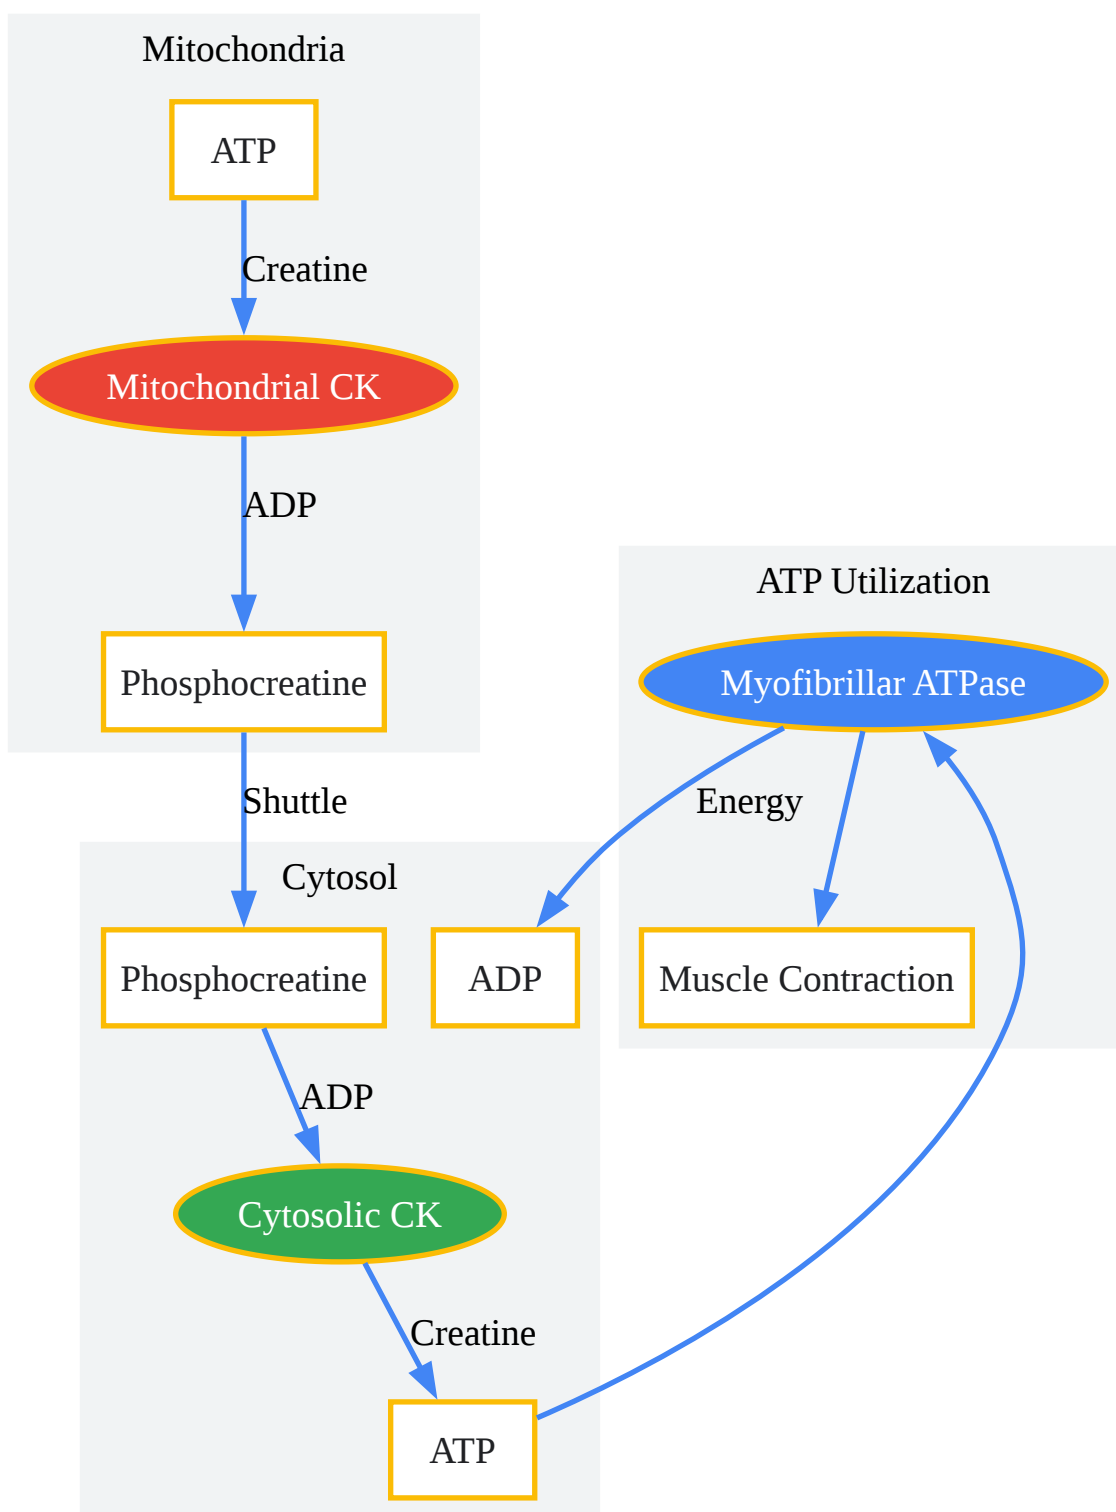 Mitochondria
ATP
Creatine
Mitochondrial CK
ADP
Phosphocreatine
Shuttle
Cytosol
Phosphocreatine
ADP
ADP
Cytosolic CK
Creatine
ATP
ATP Utilization
Myofibrillar ATPase
Energy
Muscle Contraction